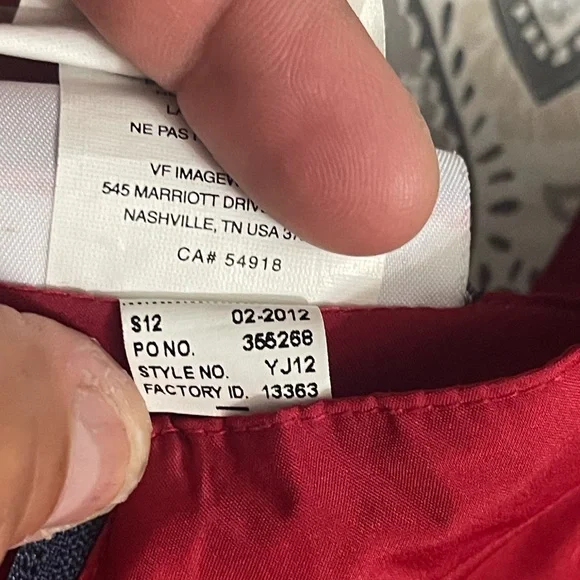 NE PAS
VF IMAGEW
545 MARRIOTT DRIV
NASHVILLE, TN USA 37
CA# 54918
S12 02-2012
PO NO. 355268
STYLE NO. YJ12
FACTORY ID. 13363